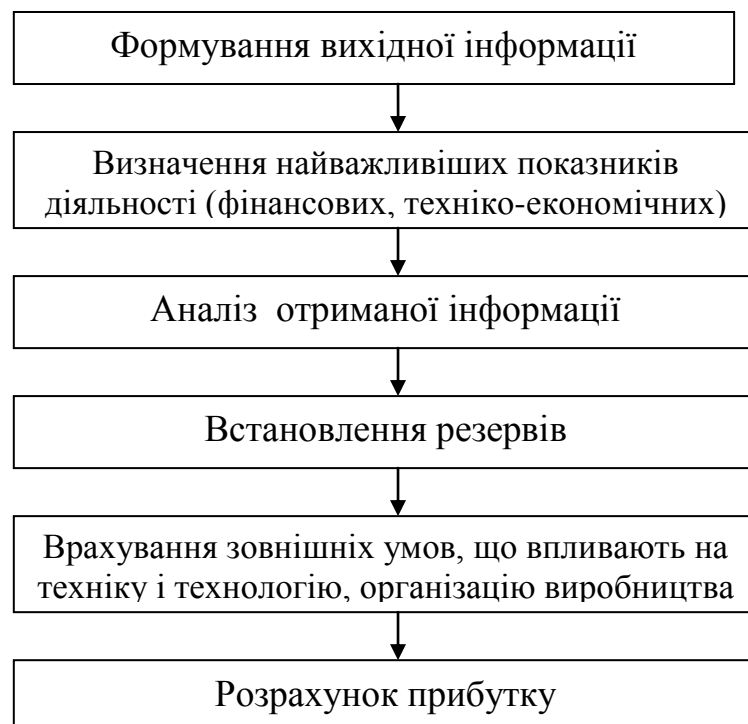 Формування вихідної інформації
Визначення найважливіших показників
діяльності (фінансових, техніко-економічних)
Аналіз отриманої інформації
Встановлення резервів
Врахування зовнішніх умов, що впливають на
техніку і технологію, організацію виробництва
Розрахунок прибутку